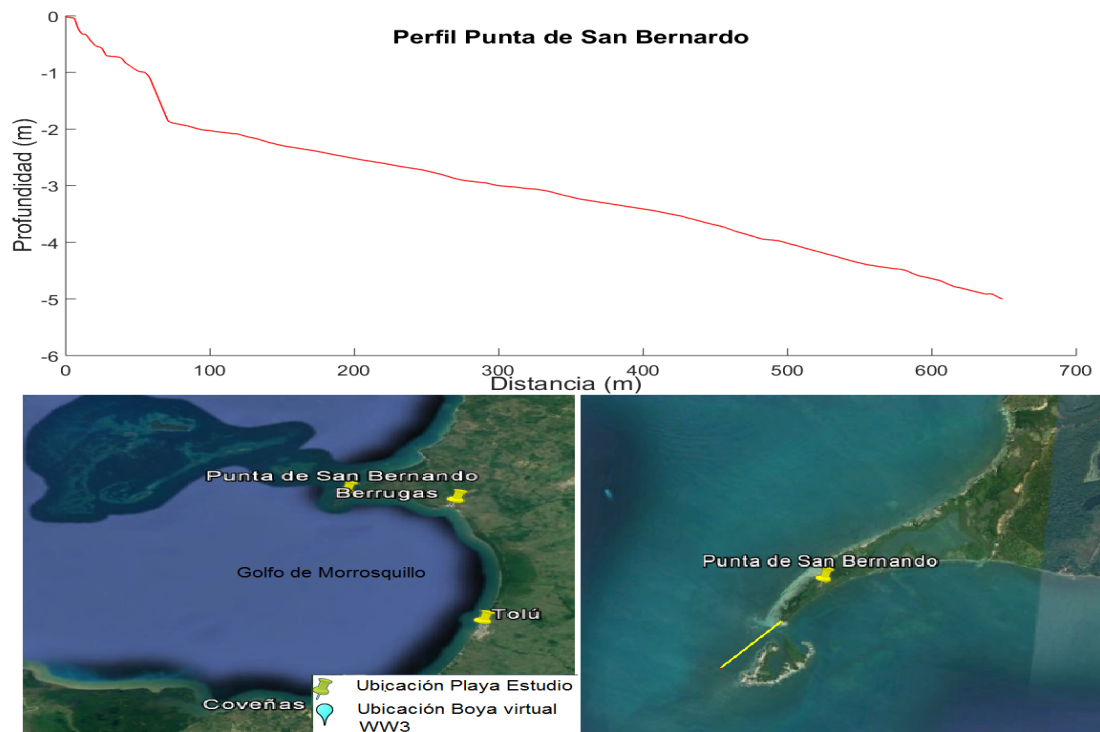 Perfil Punta de San Bernardo
Profundidad (m)
0
-1
-2
-3
-4
-5
-6
0
100
200
300
400
500
600
700
Distancia (m)
Punta de San Bernando
Berrugas
Golfo de Morrosquillo
Tolú
Coveñas
Ubicación Playa Estudio
Ubicación Boya virtual
WW3
Punta de San Bernando